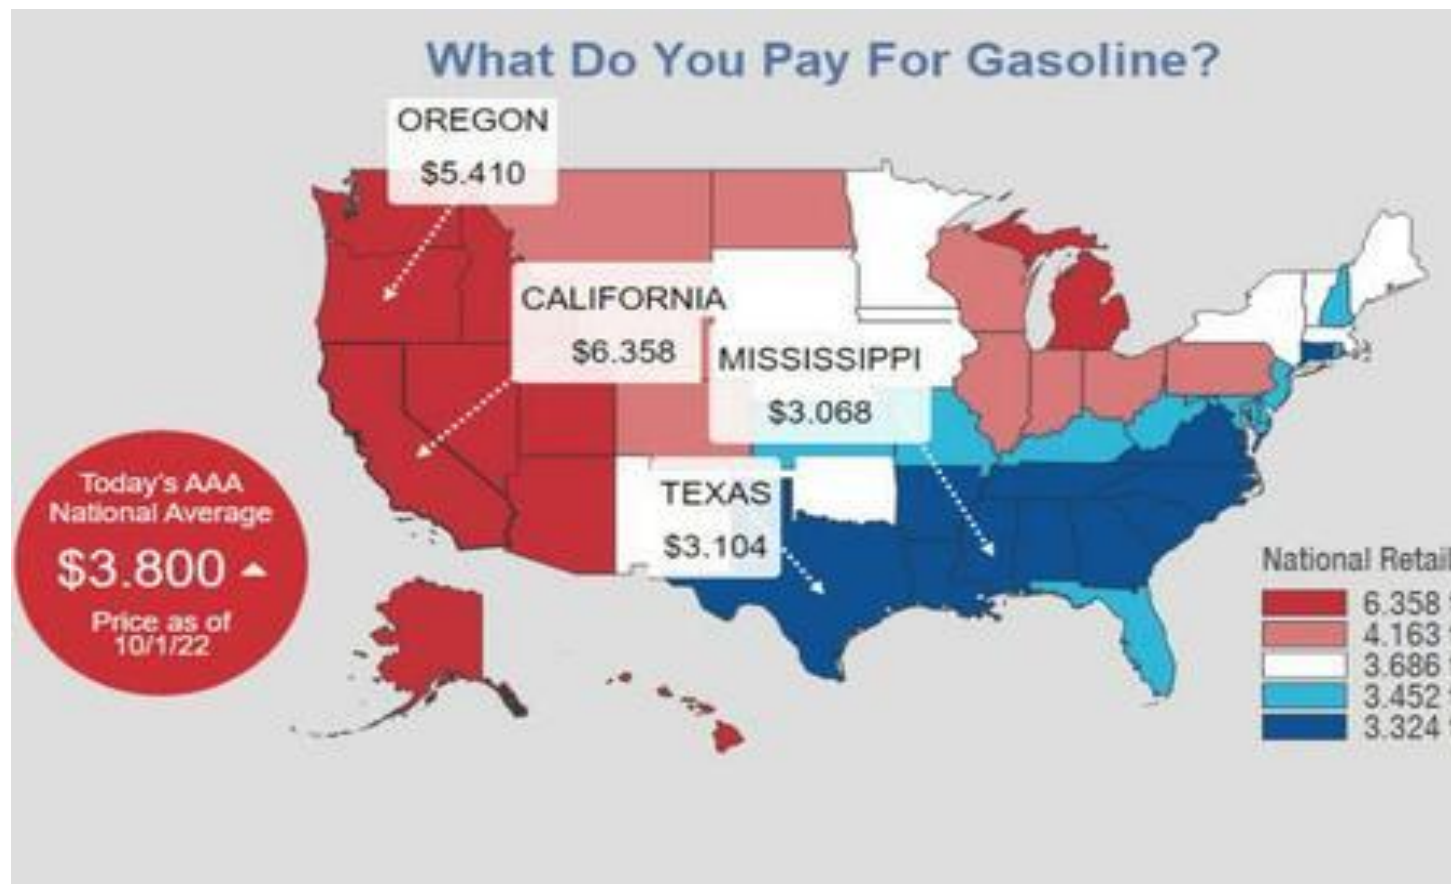 What Do You Pay For Gasoline?
OREGON
$5.410
CALIFORNIA
$6.358
MISSISSIPPI
$3.068
TEXAS
$3.104
Today's AAA
National Average
$3.800
Price as of
10/1/22
National Retail
6.358
4.163
3.686
3.452
3.324